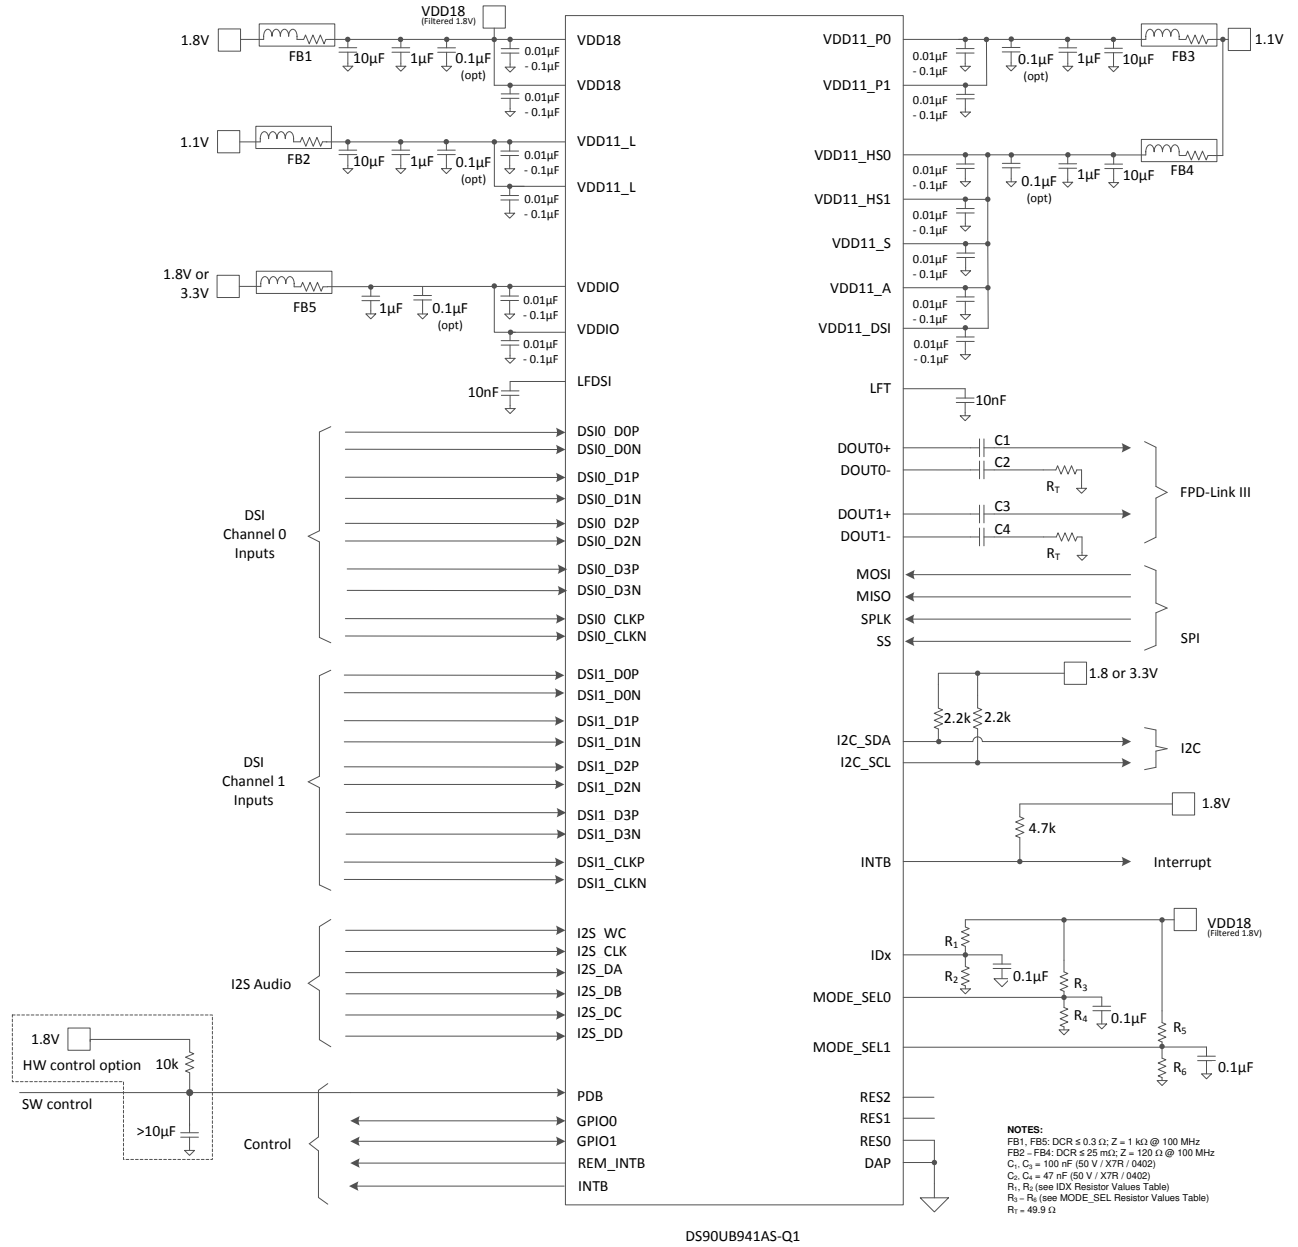 VDD18
(Filtered 1.8V)
1.8V
FB1
10µF
1µF
0.1µF
(opt)
0.01µF
- 0.1µF
VDD18
0.01µF
- 0.1µF
VDD18
1.1V
FB2
10µF
1µF
0.1µF
(opt)
0.01µF
- 0.1µF
VDD11_L
0.01µF
- 0.1µF
VDD11_L
1.8V or
3.3V
FB5
1µF
0.1µF
(opt)
0.01µF
- 0.1µF
VDDIO
0.01µF
- 0.1µF
VDDIO
10nF
LFDSI
DSI
Channel 0
Inputs
DSI0_D0P
DSI0_D0N
DSI0_D1P
DSI0_D1N
DSI0_D2P
DSI0_D2N
DSI0_D3P
DSI0_D3N
DSI0_CLKP
DSI0_CLKN
DSI
Channel 1
Inputs
DSI1_D0P
DSI1_D0N
DSI1_D1P
DSI1_D1N
DSI1_D2P
DSI1_D2N
DSI1_D3P
DSI1_D3N
DSI1_CLKP
DSI1_CLKN
I2S Audio
I2S_WC
I2S_CLK
I2S_DA
I2S_DB
I2S_DC
I2S_DD
1.8V
HW control option
10k
SW control
>10µF
Control
PDB
GPIO0
GPIO1
REM_INTB
INTB
VDD11_P0
0.01µF
- 0.1µF
0.1µF
(opt)
1µF
10µF
FB3
1.1V
VDD11_P1
0.01µF
- 0.1µF
VDD11_HS0
0.01µF
- 0.1µF
0.1µF
(opt)
1µF
10µF
FB4
VDD11_HS1
0.01µF
- 0.1µF
VDD11_S
0.01µF
- 0.1µF
VDD11_A
0.01µF
- 0.1µF
VDD11_DSI
0.01µF
- 0.1µF
LFT
10nF
DOUT0+
C1
DOUT0-
C2
RT
DOUT1+
C3
DOUT1-
C4
RT
FPD-Link III
MOSI
MISO
SPLK
SS
SPI
1.8 or 3.3V
2.2k
2.2k
I2C_SDA
I2C_SCL
I2C
1.8V
4.7k
INTB
Interrupt
VDD18
(Filtered 1.8V)
IDx
R1
R2
0.1µF
MODE_SEL0
R3
R4
0.1µF
MODE_SEL1
R5
R6
0.1µF
RES2
RES1
RES0
DAP
NOTES:
FB1, FB5: DCR ≤ 0.3 Ω; Z = 1 kΩ @ 100 MHz
FB2 – FB4: DCR ≤ 25 mΩ; Z = 120 Ω @ 100 MHz
C1, C3 = 100 nF (50 V / X7R / 0402)
C2, C4 = 47 nF (50 V / X7R / 0402)
R1, R2 (see IDX Resistor Values Table)
R3 – R6 (see MODE_SEL Resistor Values Table)
RT = 49.9 Ω
DS90UB941AS-Q1